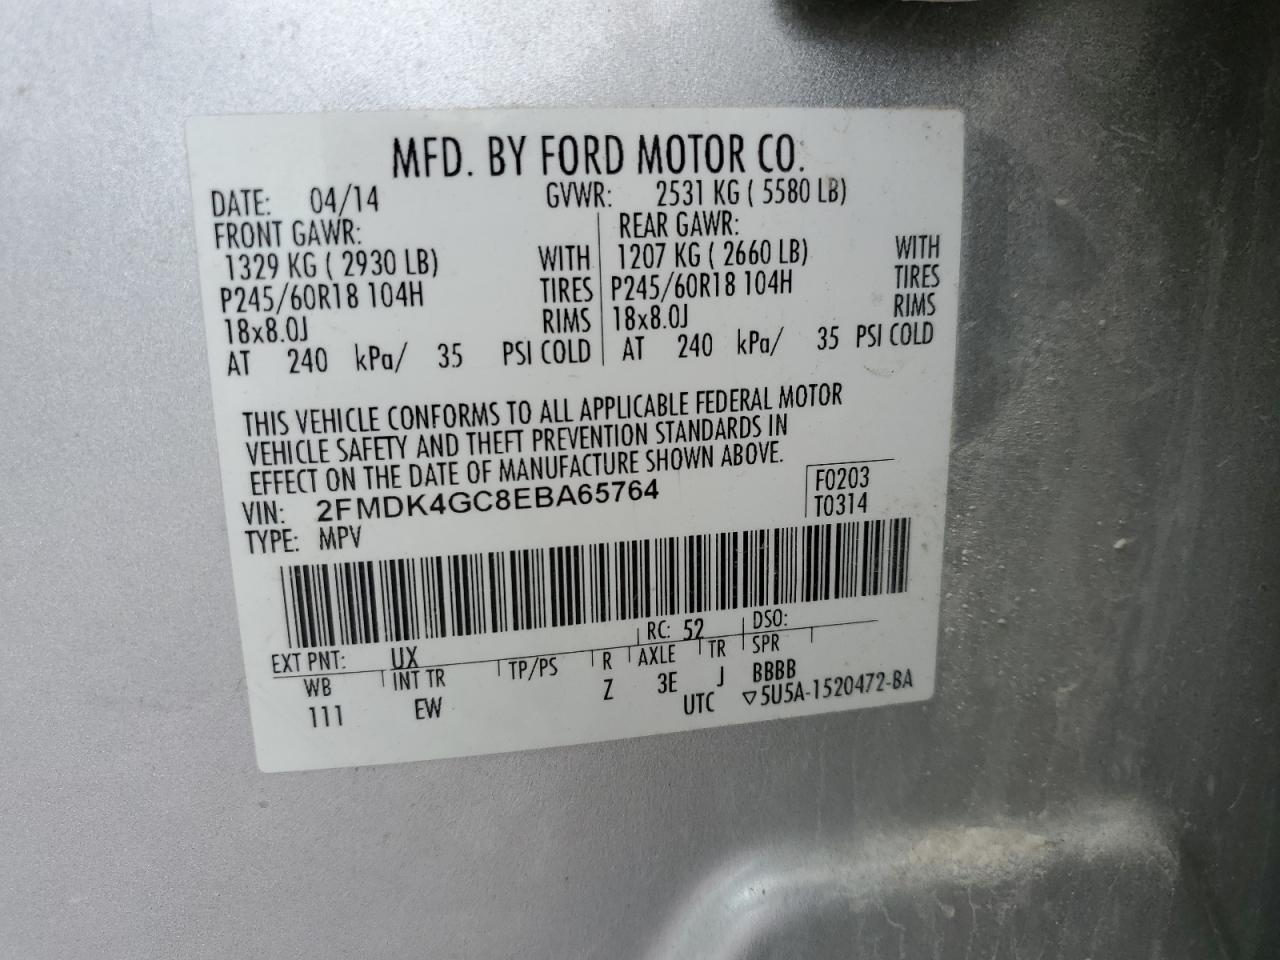 MFD. BY FORD MOTOR CO.
DATE: 04/14 GVWR: 2531 KG ( 5580 LB)
FRONT GAWR: REAR GAWR:
1329 KG ( 2930 LB) WITH 1207 KG ( 2660 LB) WITH
P245/60R18 104H TIRES P245/60R18 104H TIRES
18x8.0J RIMS 18x8.0J RIMS
AT 240 kPa/ 35 PSI COLD AT 240 kPa/ 35 PSI COLD
THIS VEHICLE CONFORMS TO ALL APPLICABLE FEDERAL MOTOR
VEHICLE SAFETY AND THEFT PREVENTION STANDARDS IN
EFFECT ON THE DATE OF MANUFACTURE SHOWN ABOVE.
VIN: 2FMDK4GC8EBA65764 F0203
TYPE: MPV T0314
EXT PNT: UX RC: 52 DSO:
WB INT TR TP/PS R AXLE TR SPR
111 EW Z 3E J BBBB
UTC ▽5U5A-1520472-BA